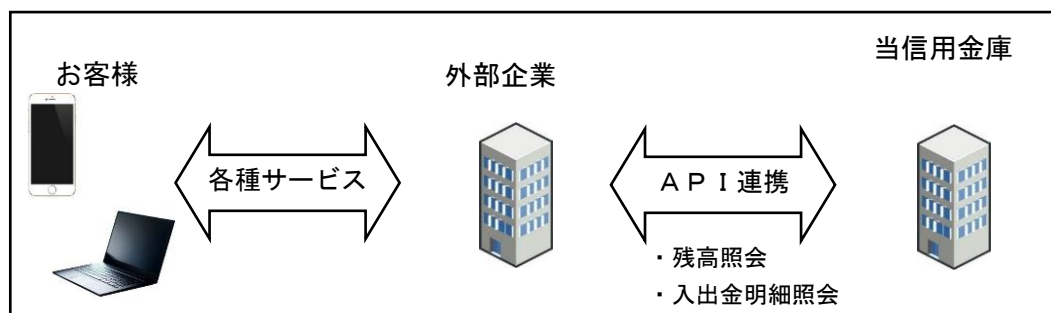 当信用金庫
お客様
外部企業
各種サービス
ＡＰＩ連携
・残高照会
・入出金明細照会